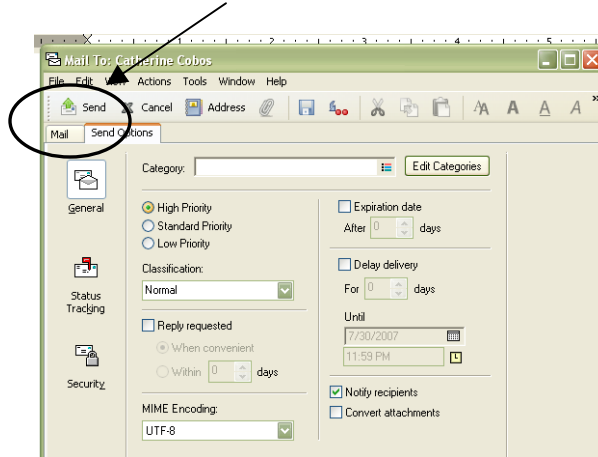 Mail To: Catherine Cobos
File Edit View Actions Tools Window Help
Send Cancel Address
Mail Send Options
Category: Edit Categories
General
High Priority
Standard Priority
Low Priority
Classification:
Normal
Status
Tracking
Reply requested
When convenient
Within 0 days
Security
MIME Encoding:
UTF-8
Expiration date
After 0 days
Delay delivery
For 0 days
Until
7/30/2007
11:59 PM
Notify recipients
Convert attachments